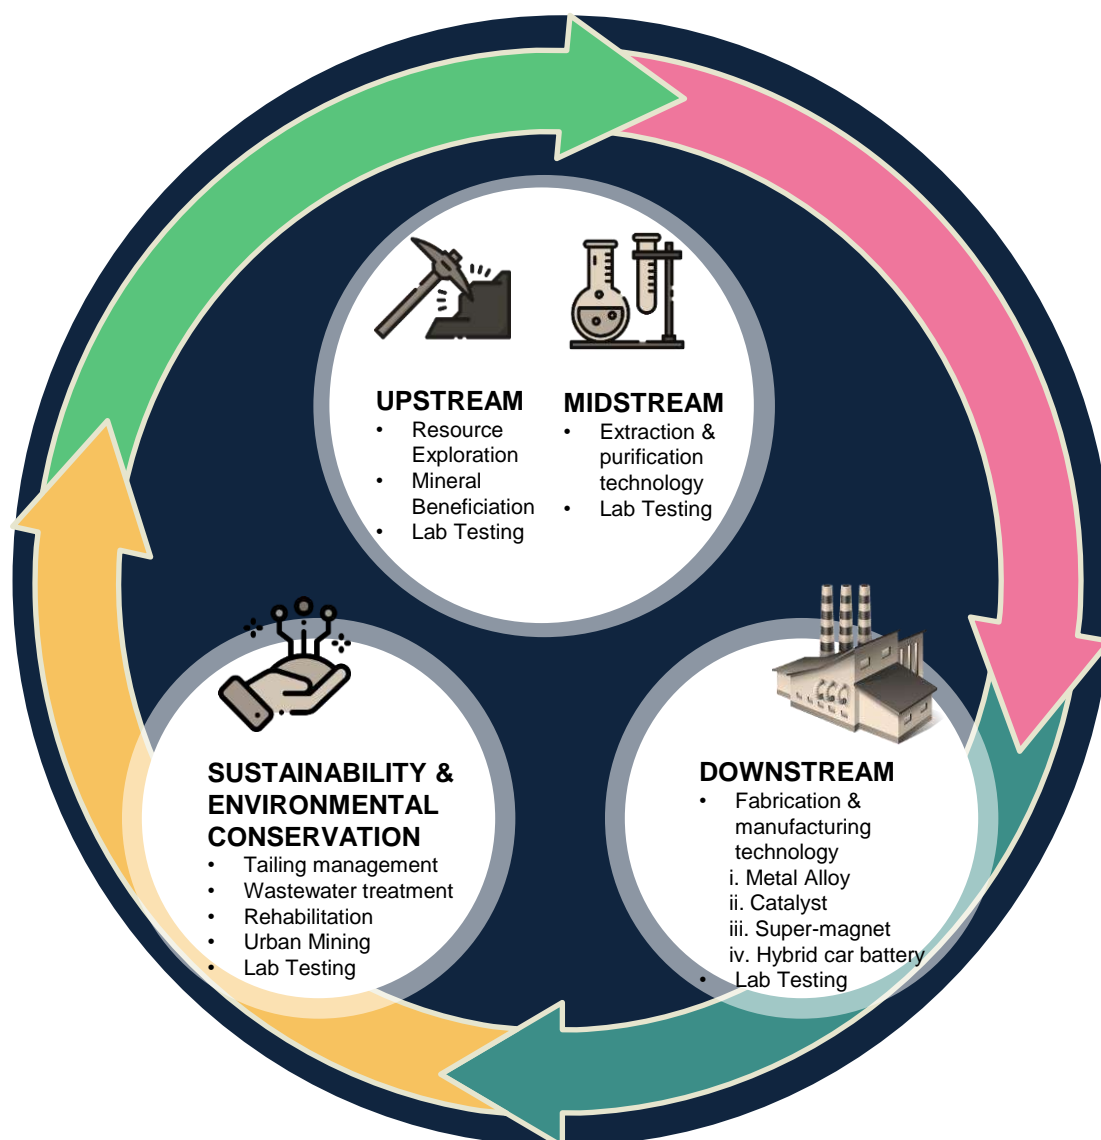 UPSTREAM
• Resource
Exploration
• Mineral
Beneficiation
• Lab Testing
MIDSTREAM
• Extraction &
purification
technology
• Lab Testing
SUSTAINABILITY &
ENVIRONMENTAL
CONSERVATION
• Tailing management
• Wastewater treatment
• Rehabilitation
• Urban Mining
• Lab Testing
DOWNSTREAM
• Fabrication &
manufacturing
technology
i. Metal Alloy
ii. Catalyst
iii. Super-magnet
iv. Hybrid car battery
• Lab Testing